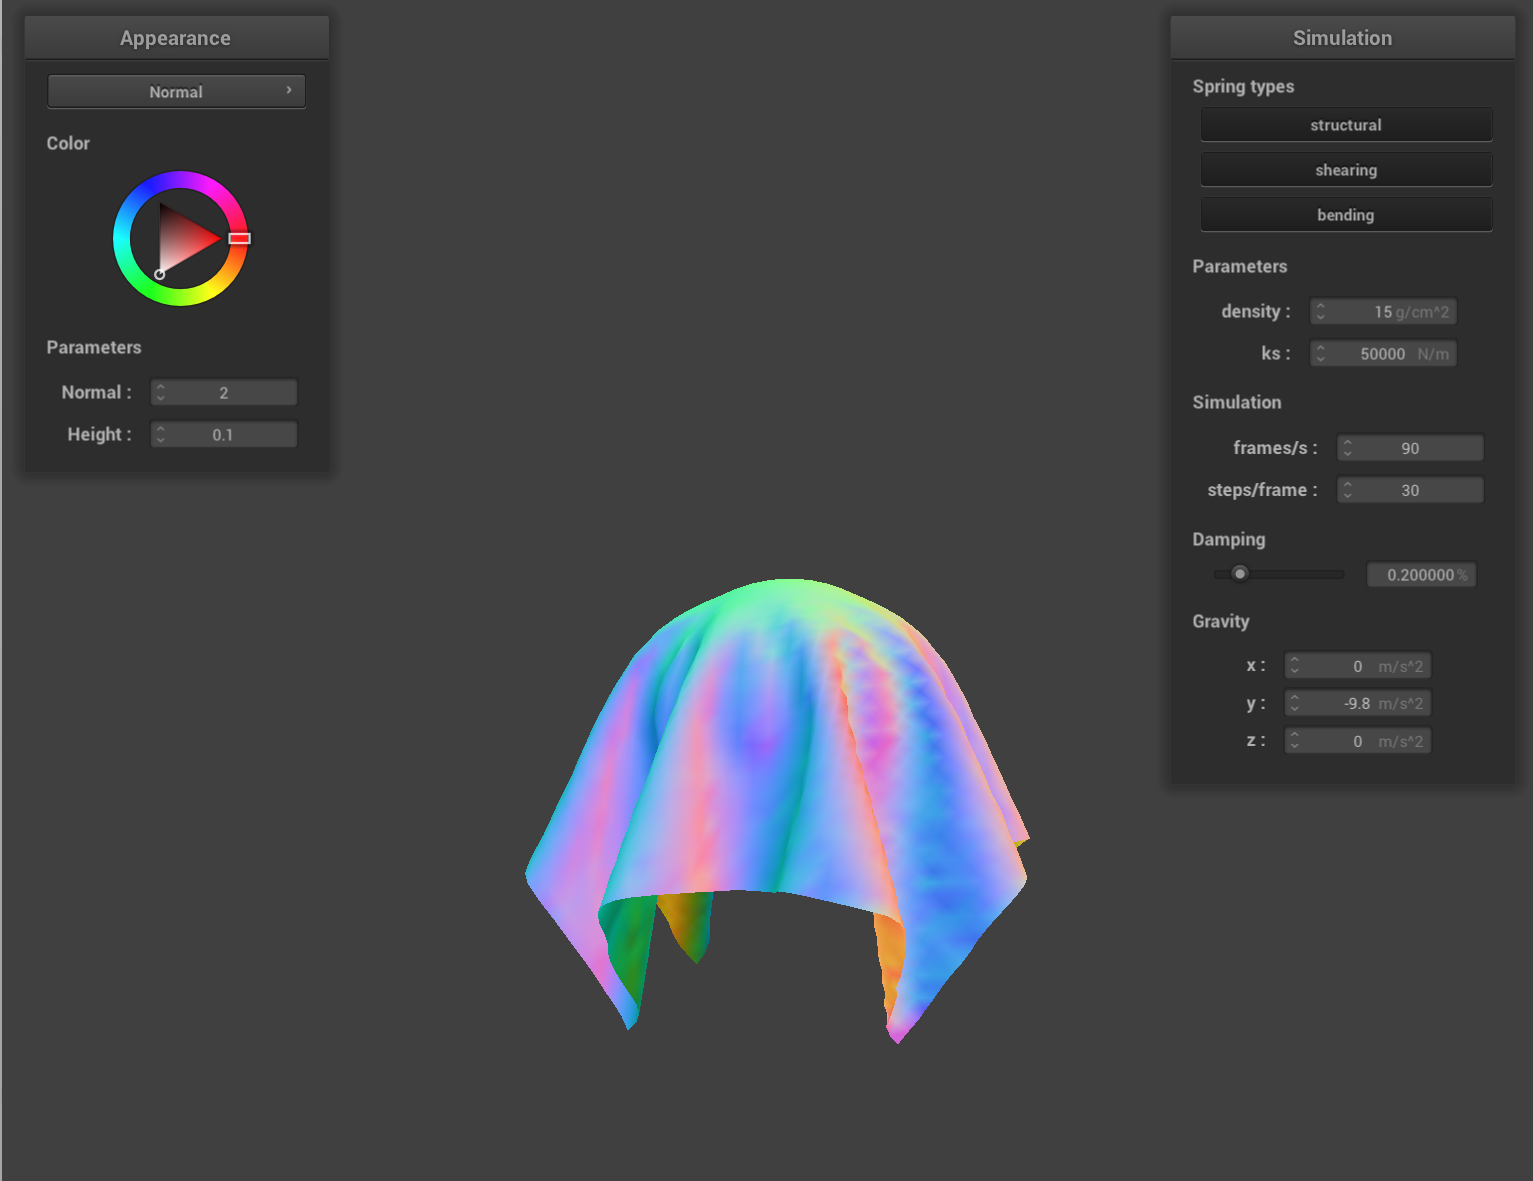 Appearance
Normal
Color
Parameters
Normal : 2
Height : 0.1
Simulation
Spring types
structural
shearing
bending
Parameters
density : 15 g/cm^2
ks : 50000 N/m
Simulation
frames/s : 90
steps/frame : 30
Damping
0.200000 %
Gravity
x : 0 m/s^2
y : -9.8 m/s^2
z : 0 m/s^2